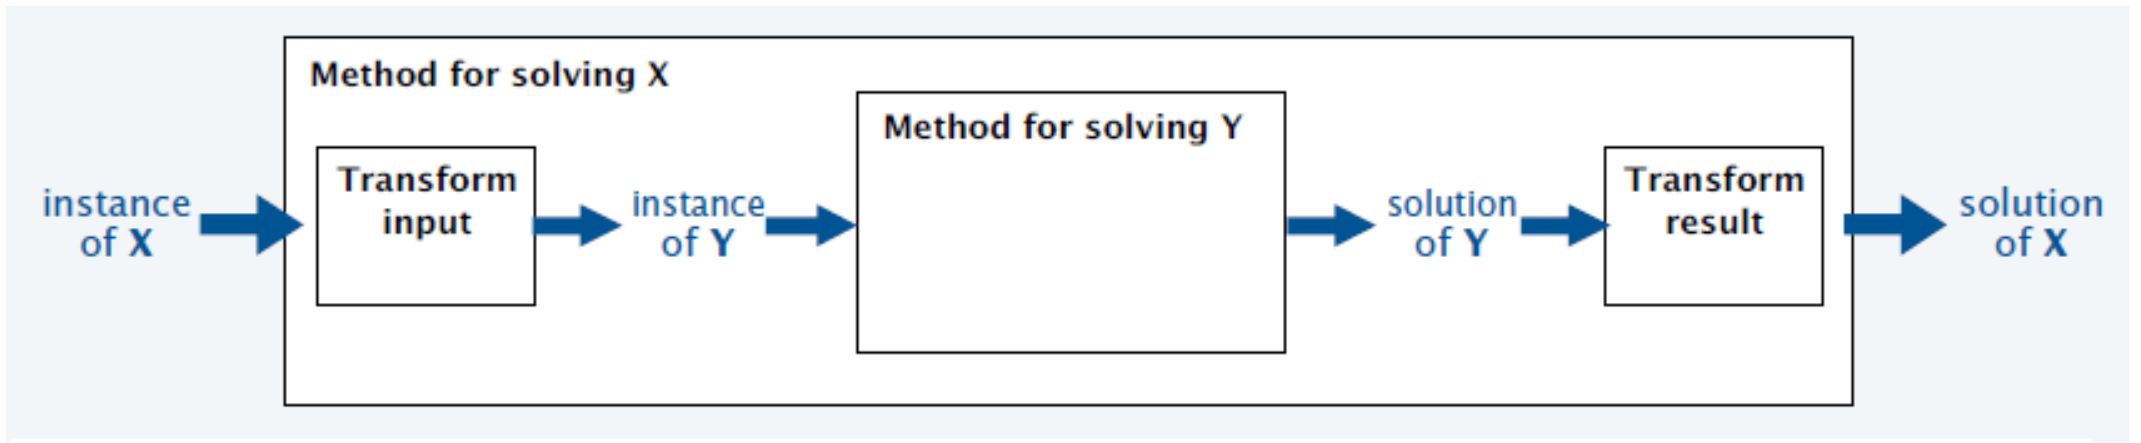 Method for solving X
Method for solving Y
instance
of X
Transform
input
instance
of Y
solution
of Y
Transform
result
solution
of X